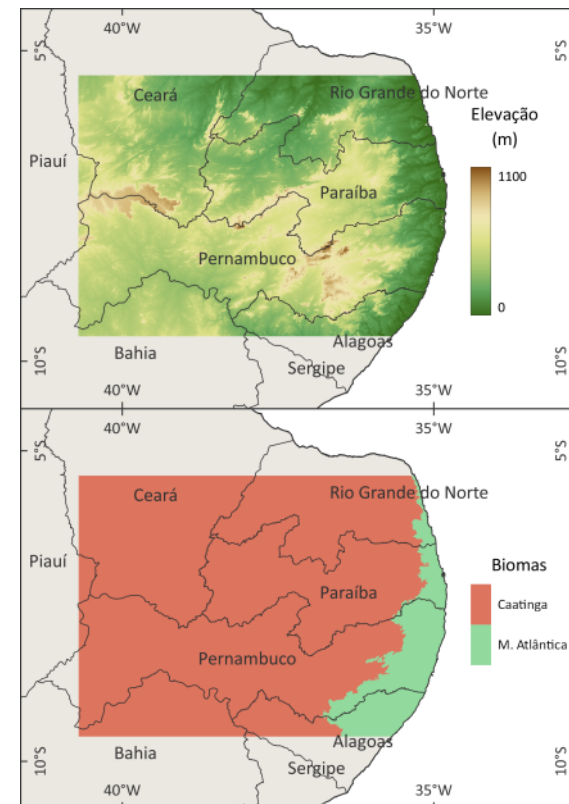 40°W
35°W
5°S
5°S
Ceará
Rio Grande do Norte
Elevação
(m)
Piauí
1100
Paraíba
Pernambuco
0
Alagoas
Bahia
Sergipe
10°S
10°S
40°W
35°W
40°W
35°W
5°S
5°S
Ceará
Rio Grande do Norte
Piauí
Biomas
Paraíba
Caatinga
M. Atlântica
Pernambuco
Alagoas
Bahia
Sergipe
10°S
10°S
40°W
35°W